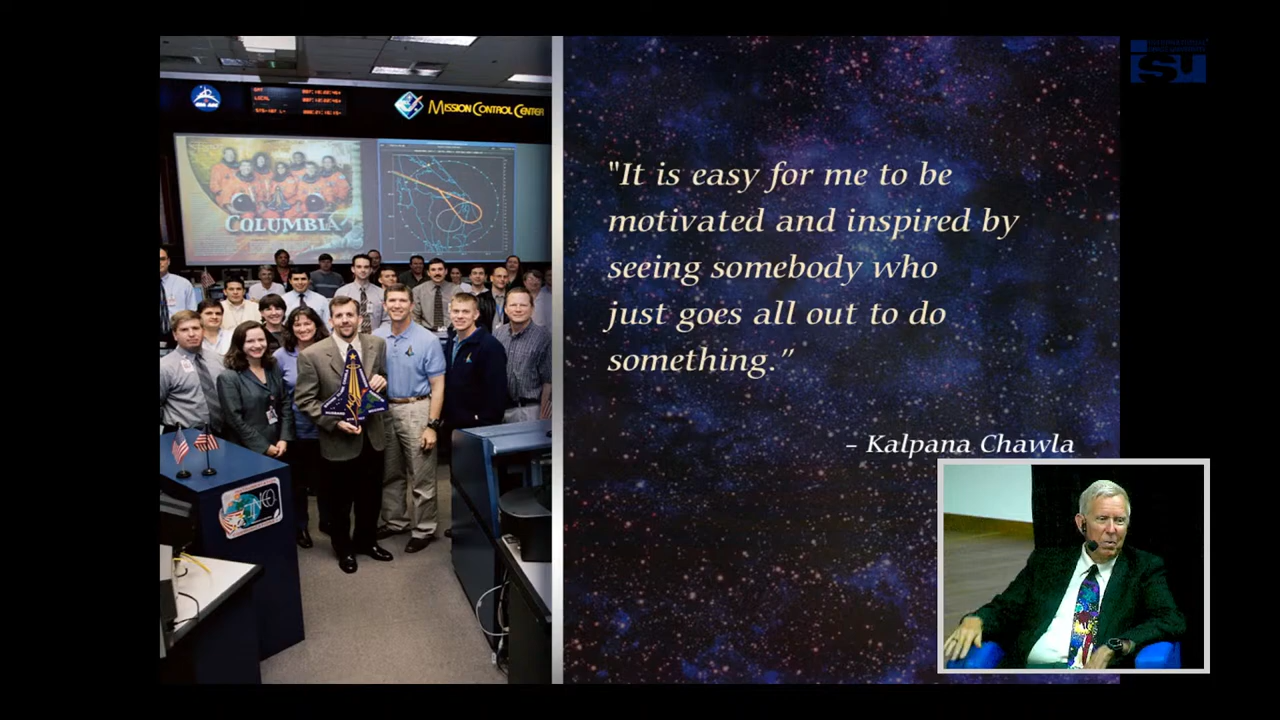 MISSION CONTROL CENTER
COLUMBIA
"It is easy for me to be
motivated and inspired by
seeing somebody who
just goes all out to do
something.”
– Kalpana Chawla